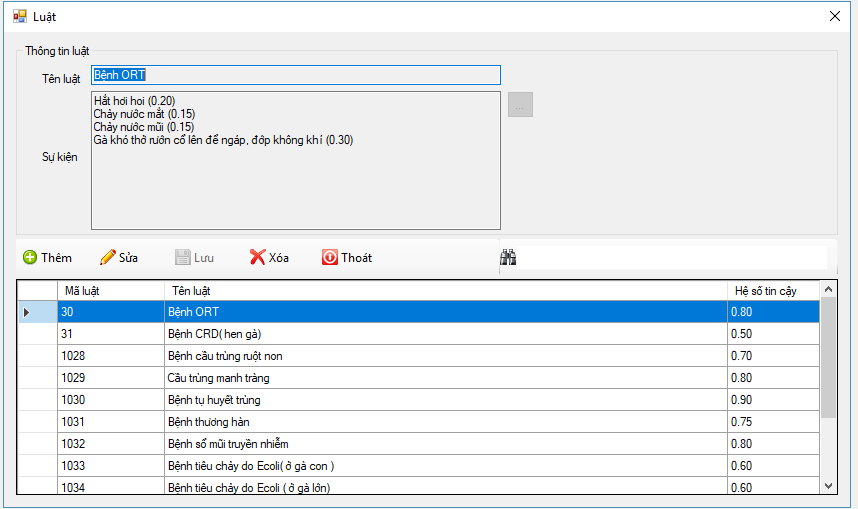 Luật
Thông tin luật
Tên luật Bệnh ORT
Hắt hơi hoi (0.20)
Chảy nước mắt (0.15)
Chảy nước mũi (0.15)
Gà khó thở rướn cổ lên để ngáp, đớp không khí (0.30)
Sự kiện
...
Thêm Sửa Lưu Xóa Thoát
Mã luật Tên luật Hệ số tin cậy
30 Bệnh ORT 0.80
31 Bệnh CRD( hen gà) 0.50
1028 Bệnh cầu trùng ruột non 0.70
1029 Cầu trùng manh tràng 0.80
1030 Bệnh tụ huyết trùng 0.90
1031 Bệnh thương hàn 0.75
1032 Bệnh sổ mũi truyền nhiễm 0.80
1033 Bệnh tiêu chảy do Ecoli( ở gà con ) 0.60
1034 Bệnh tiêu chảy do Ecoli ( ở gà lớn) 0.60